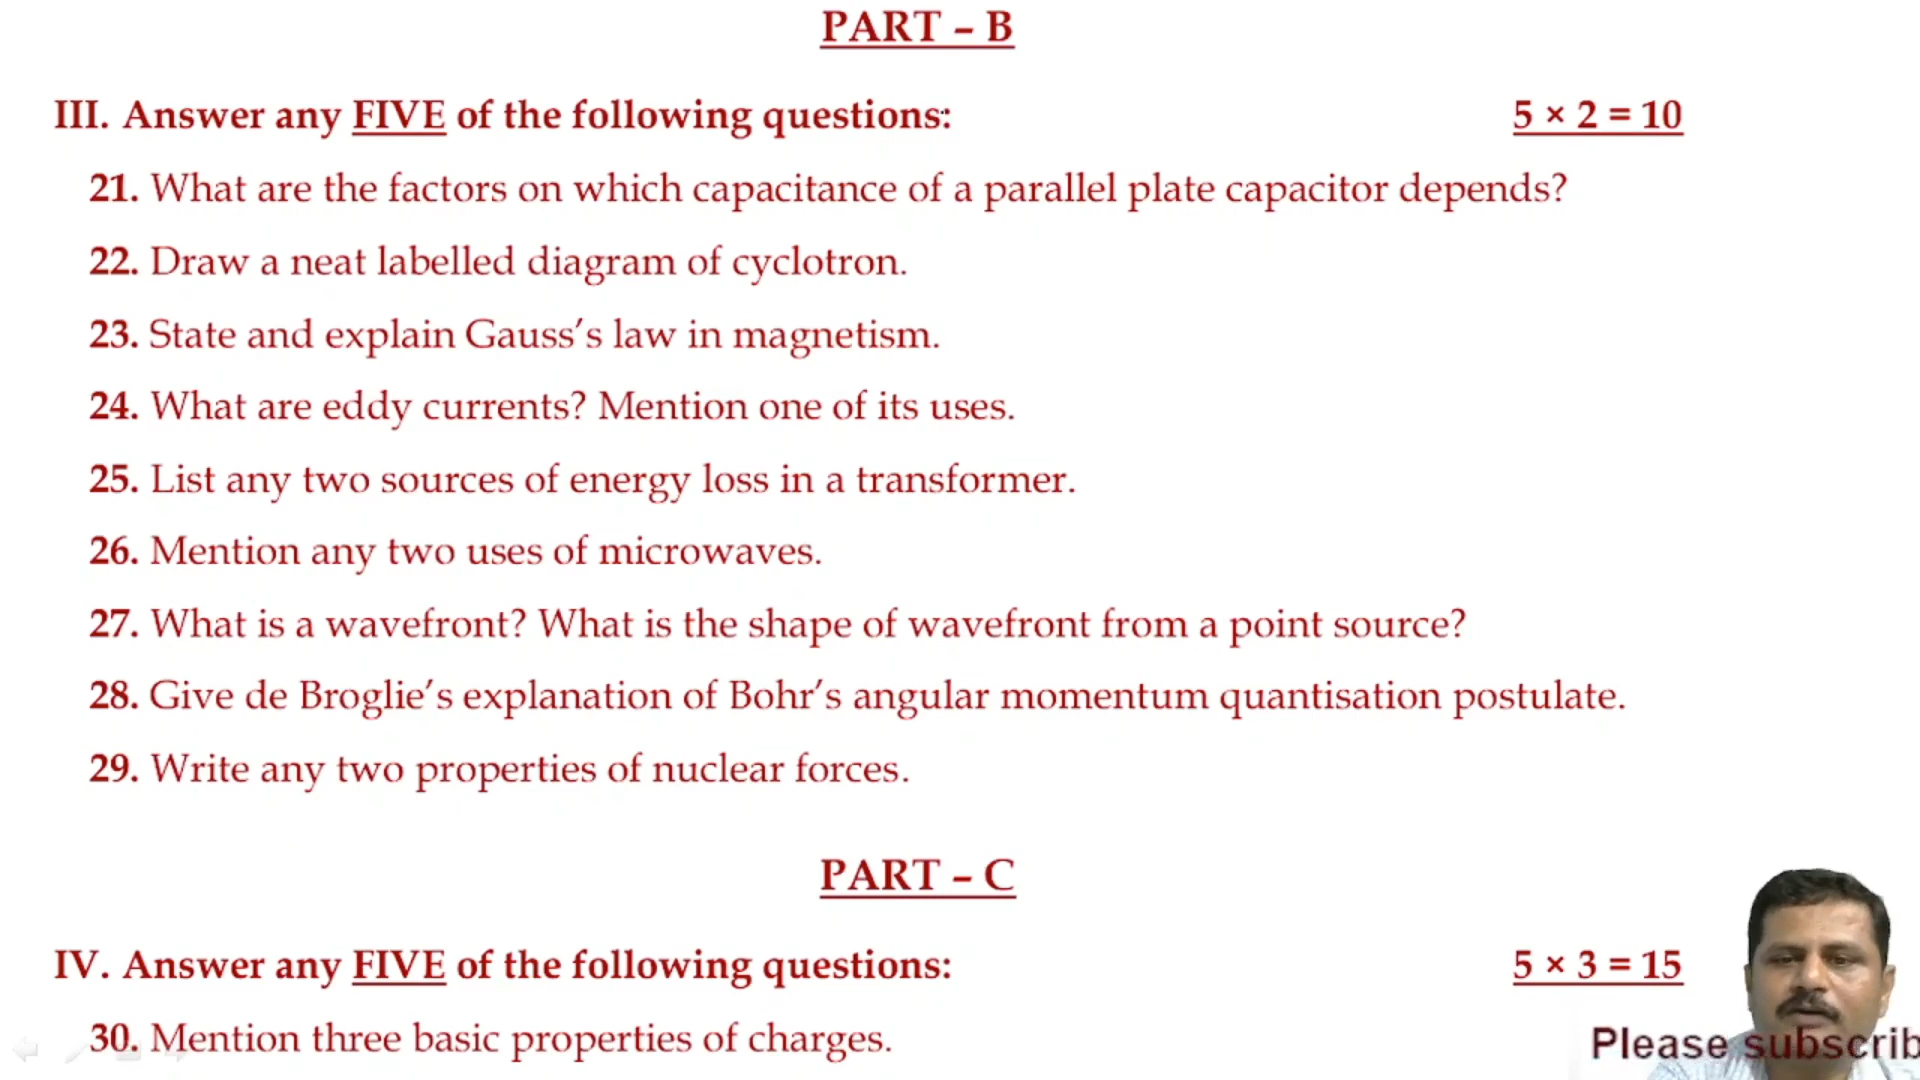 PART – B
III. Answer any FIVE of the following questions: 5 × 2 = 10
21. What are the factors on which capacitance of a parallel plate capacitor depends?
22. Draw a neat labelled diagram of cyclotron.
23. State and explain Gauss’s law in magnetism.
24. What are eddy currents? Mention one of its uses.
25. List any two sources of energy loss in a transformer.
26. Mention any two uses of microwaves.
27. What is a wavefront? What is the shape of wavefront from a point source?
28. Give de Broglie’s explanation of Bohr’s angular momentum quantisation postulate.
29. Write any two properties of nuclear forces.
PART – C
IV. Answer any FIVE of the following questions: 5 × 3 = 15
30. Mention three basic properties of charges.
Please subscrib